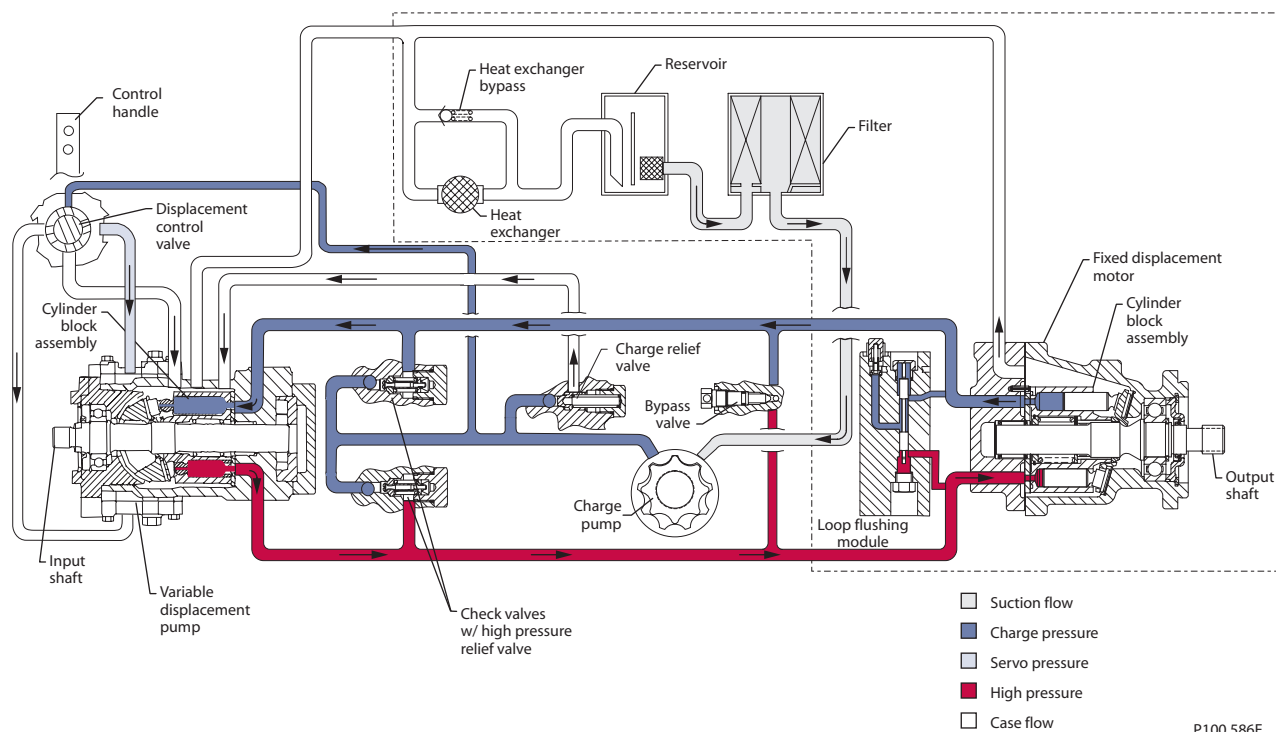 Control
handle
Heat exchanger
bypass
Reservoir
Filter
Displacement
control
valve
Heat
exchanger
Fixed displacement
motor
Cylinder
block
assembly
Cylinder
block
assembly
Charge relief
valve
Bypass
valve
Charge
pump
Loop flushing
module
Output
shaft
Input
shaft
Variable
displacement
pump
Check valves
w/ high pressure
relief valve
Suction flow
Charge pressure
Servo pressure
High pressure
Case flow
P100 586E